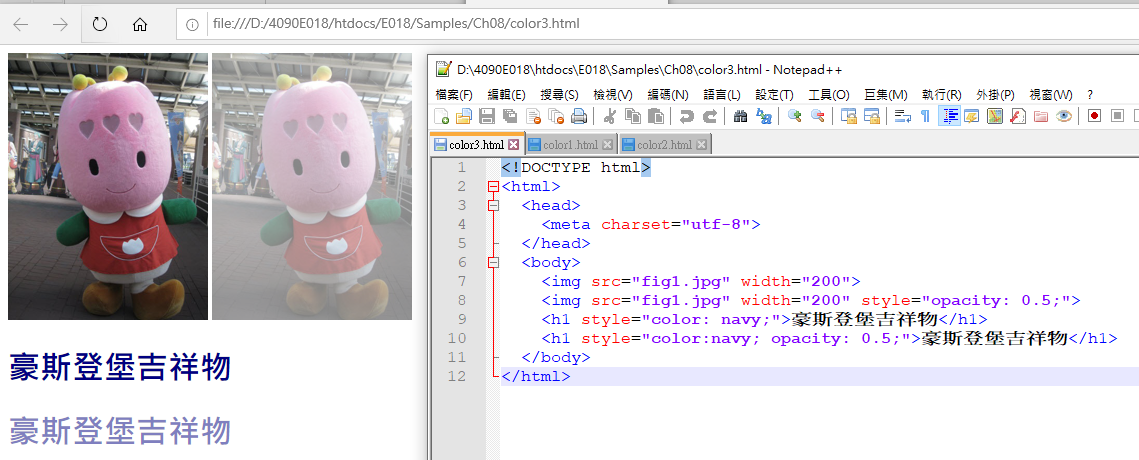 file:///D:/4090E018/htdocs/E018/Samples/Ch08/color3.html
豪斯登堡吉祥物
豪斯登堡吉祥物
D:\4090E018\htdocs\E018\Samples\Ch08\color3.html - Notepad++
檔案(F) 編輯(E) 搜尋(S) 檢視(V) 編碼(N) 語言(L) 設定(T) 工具(O) 巨集(M) 執行(R) 外掛(P) 視窗(W) ?
color3.html color1.html color2.html
1 <!DOCTYPE html>
2 <html>
3 <head>
4 <meta charset="utf-8">
5 </head>
6 <body>
7 <img src="fig1.jpg" width="200">
8 <img src="fig1.jpg" width="200" style="opacity: 0.5;">
9 <h1 style="color: navy;">豪斯登堡吉祥物</h1>
10 <h1 style="color:navy; opacity: 0.5;">豪斯登堡吉祥物</h1>
11 </body>
12 </html>